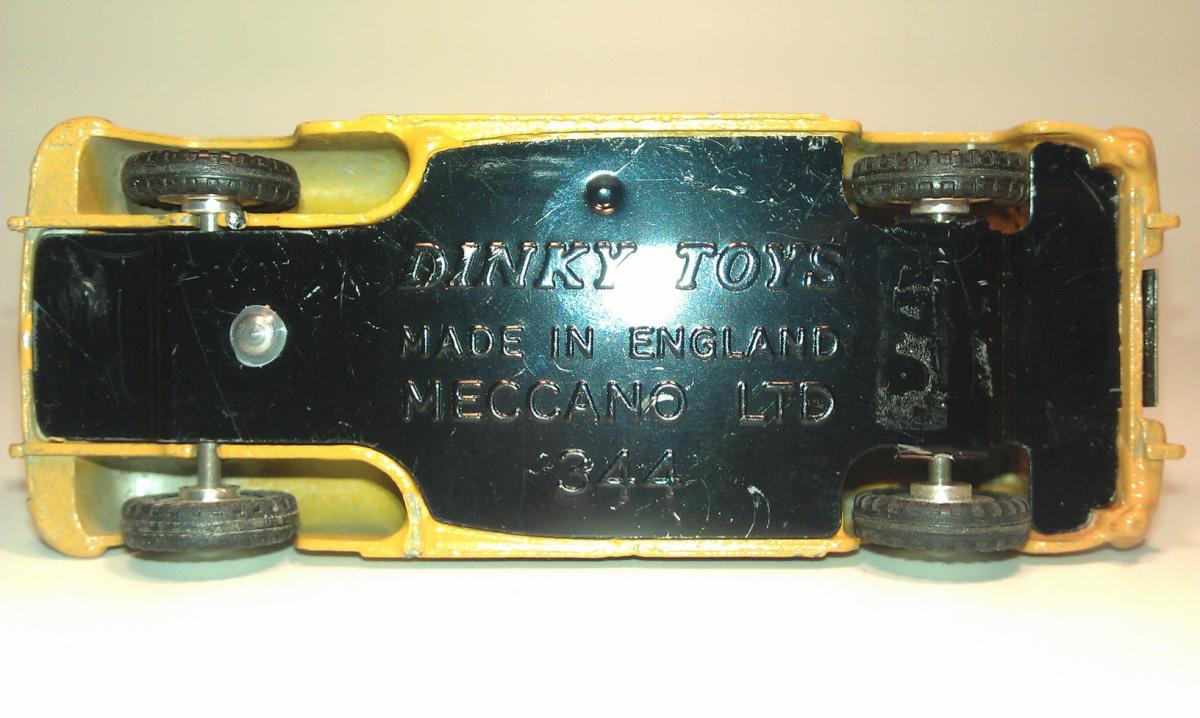 DINKY TOYS
MADE IN ENGLAND
MECCANO LTD
344